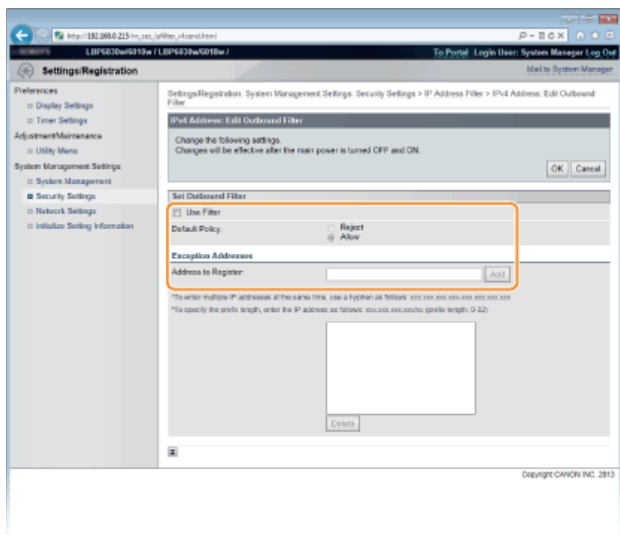 http://192.168.0.215/m_sec_ipfilter_v4send.html
LBP6030w/6018w / LBP6030w/6018w /
To Portal Login User: System Manager Log Out
Settings/Registration
Mail to System Manager
Preferences
Display Settings
Timer Settings
Adjustment/Maintenance
Utility Menu
System Management Settings
System Management
Security Settings
Network Settings
Initialize Setting Information
Settings/Registration: System Management Settings: Security Settings > IP Address Filter > IPv4 Address: Edit Outbound Filter
IPv4 Address: Edit Outbound Filter
Change the following settings.
Changes will be effective after the main power is turned OFF and ON.
OK Cancel
Set Outbound Filter
Use Filter
Default Policy:
Reject
Allow
Exception Addresses
Address to Register:
Add
*To enter multiple IP addresses at the same time, use a hyphen as follows: xxx.xxx.xxx.xxx-xxx.xxx.xxx.xxx
*To specify the prefix length, enter the IP address as follows: xxx.xxx.xxx.xxx/xx (prefix length: 0-32)
Delete
Copyright CANON INC. 2013